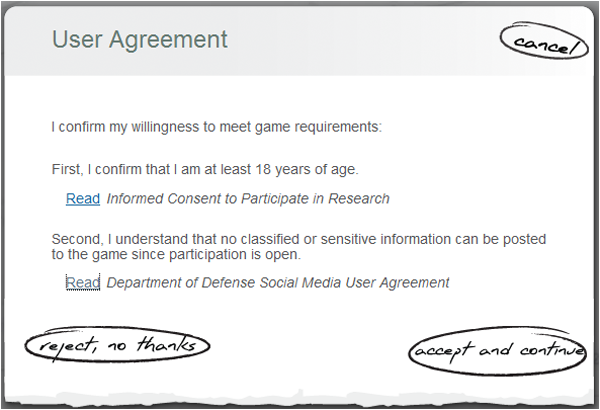 User Agreement
cancel
I confirm my willingness to meet game requirements:
First, I confirm that I am at least 18 years of age.
Read Informed Consent to Participate in Research
Second, I understand that no classified or sensitive information can be posted
to the game since participation is open.
Read Department of Defense Social Media User Agreement
reject, no thanks
accept and continue